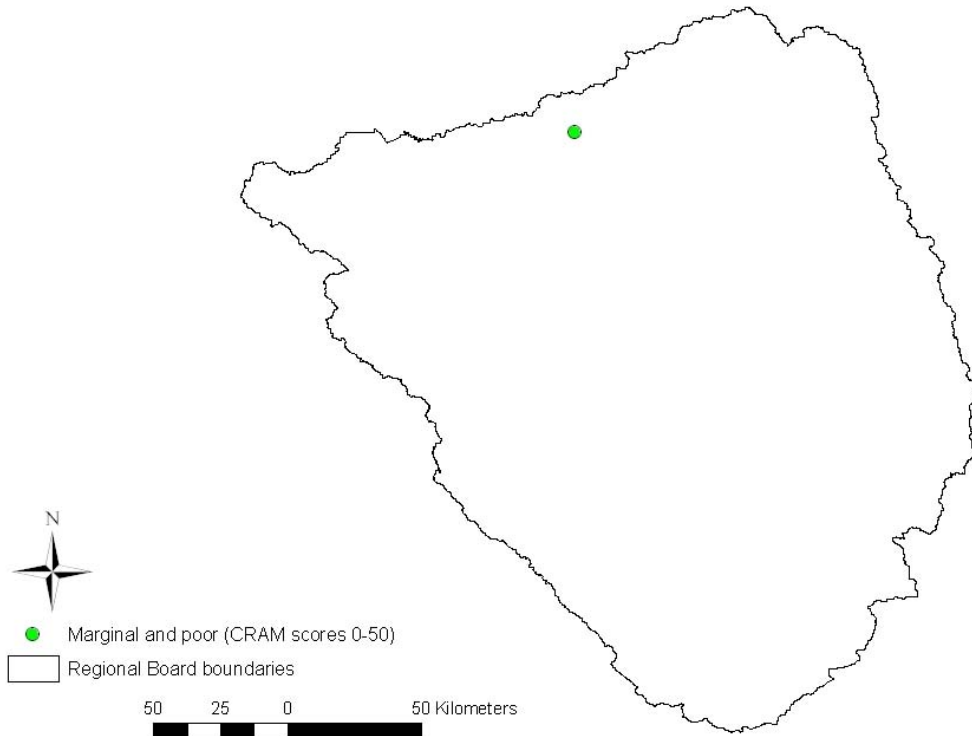 N
Marginal and poor (CRAM scores 0-50)
Regional Board boundaries
50 25 0 50 Kilometers